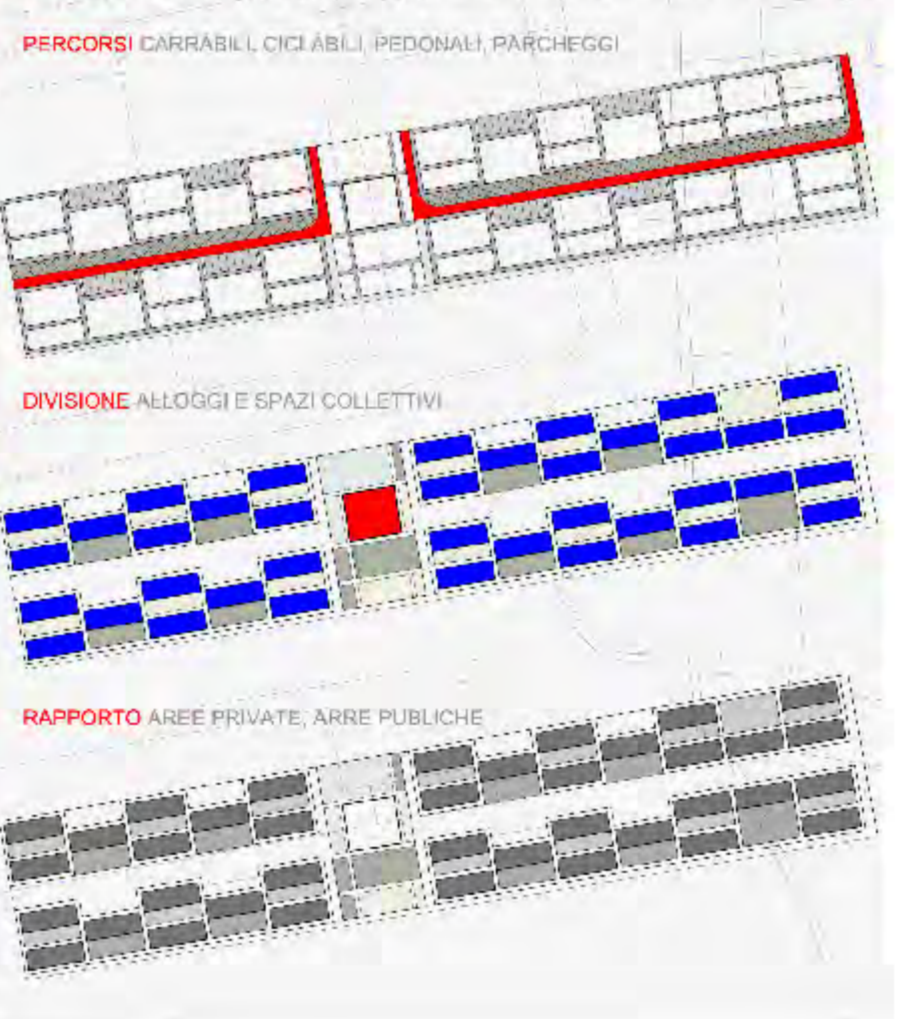 PERCORSI CARRABILI, CICLABILI, PEDONALI, PARCHEGGI
DIVISIONE ALLOGGI E SPAZI COLLETTIVI
RAPPORTO AREE PRIVATE, ARRE PUBLICHE